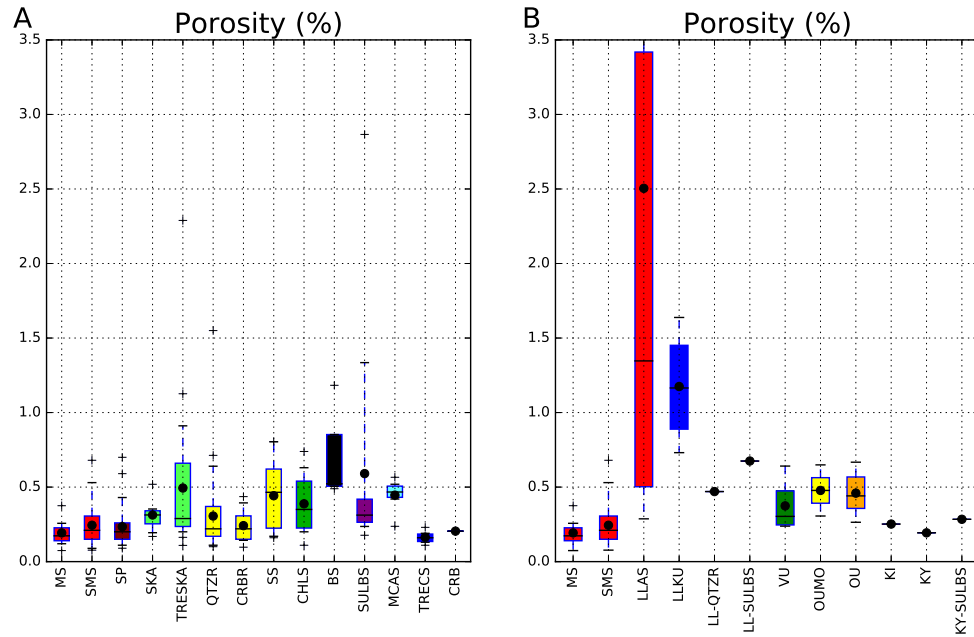 A
Porosity (%)
3.5
3.0
2.5
2.0
1.5
1.0
0.5
0.0
MS
SMS
SP
SKA
TRESKA
QTZR
CRBR
SS
CHLS
BS
SULBS
MCAS
TRECS
CRB
B
Porosity (%)
3.5
3.0
2.5
2.0
1.5
1.0
0.5
0.0
MS
SMS
LLAS
LLKU
LL-QTZR
LL-SULBS
VU
OUMO
OU
KI
KY
KY-SULBS